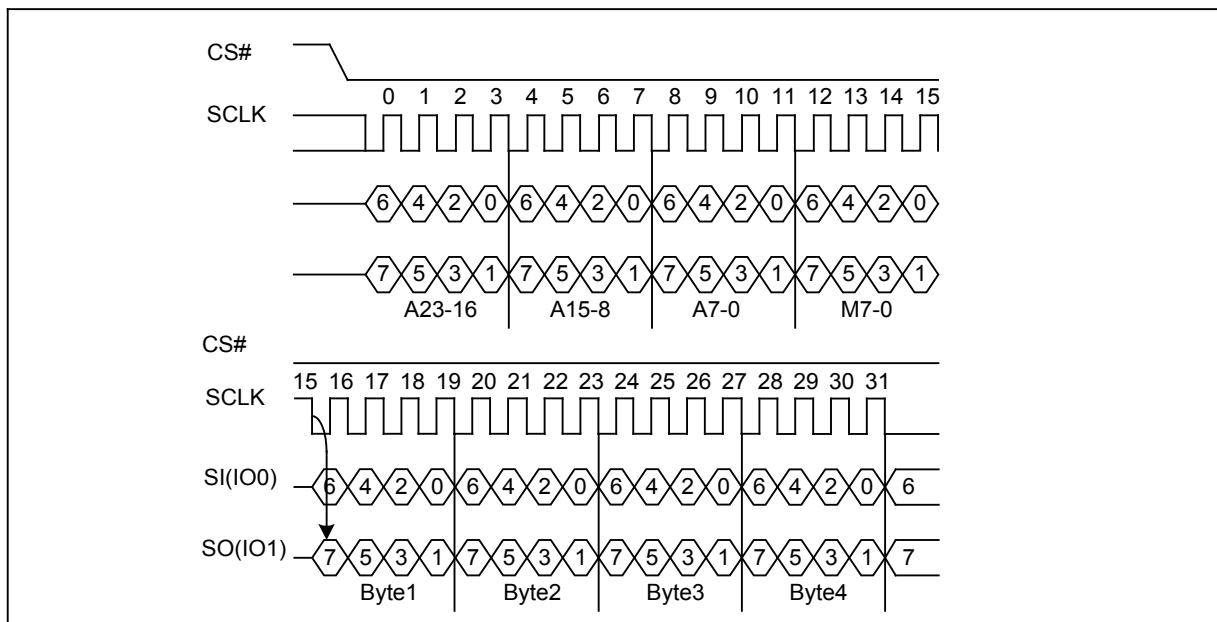 CS#
0 1 2 3 4 5 6 7 8 9 10 11 12 13 14 15
SCLK
6 4 2 0 6 4 2 0 6 4 2 0 6 4 2 0
7 5 3 1 7 5 3 1 7 5 3 1 7 5 3 1
A23-16 A15-8 A7-0 M7-0
CS#
15 16 17 18 19 20 21 22 23 24 25 26 27 28 29 30 31
SCLK
SI(IO0) 6 4 2 0 6 4 2 0 6 4 2 0 6 4 2 0 6
SO(IO1) 7 5 3 1 7 5 3 1 7 5 3 1 7 5 3 1 7
Byte1 Byte2 Byte3 Byte4